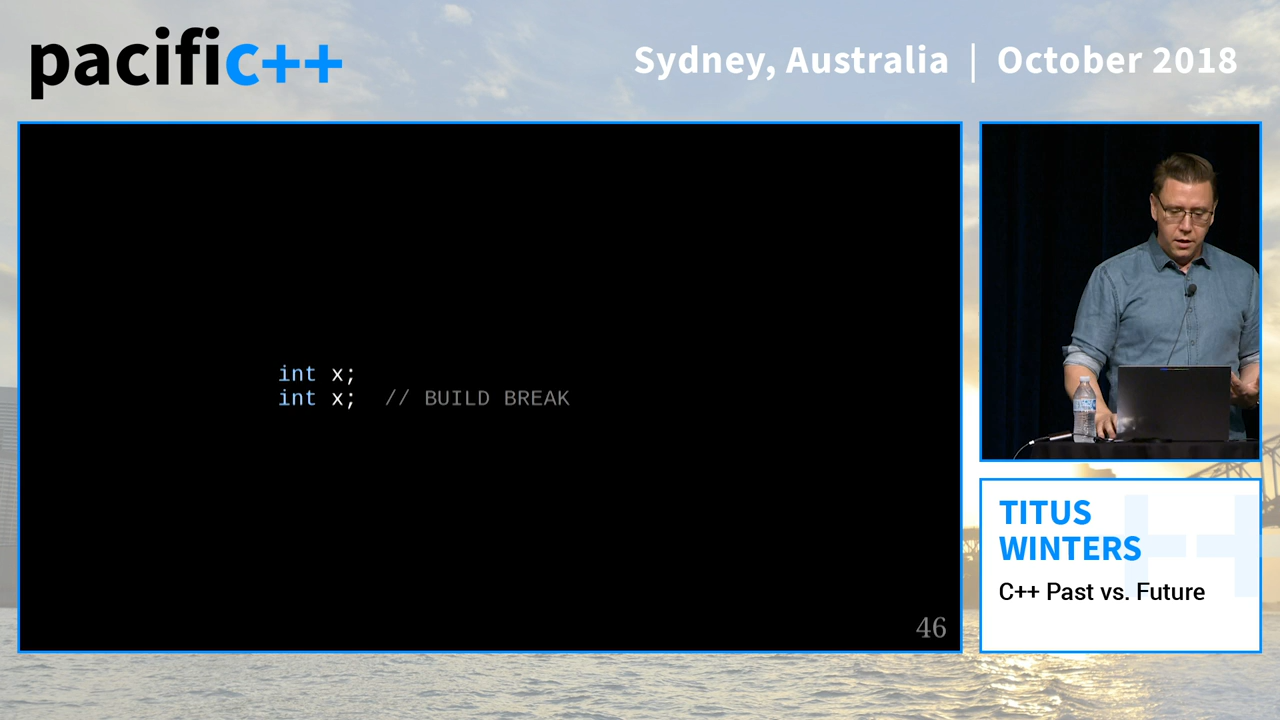 pacific++
Sydney, Australia | October 2018
int x;
int x;  // BUILD BREAK
46
TITUS
WINTERS
C++ Past vs. Future